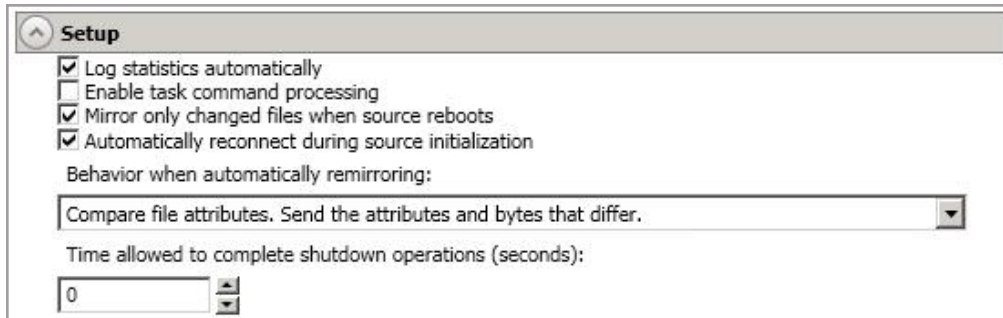 Setup
Log statistics automatically
Enable task command processing
Mirror only changed files when source reboots
Automatically reconnect during source initialization
Behavior when automatically remirroring:
Compare file attributes. Send the attributes and bytes that differ.
Time allowed to complete shutdown operations (seconds):
0